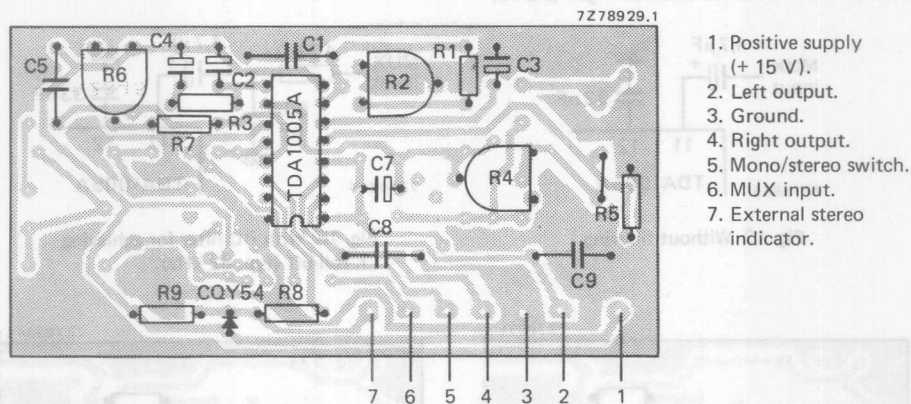 7Z78929.1
C5
R6
C4
C2
R3
R7
C1
TDA1005A
R2
R1
C3
C7
R4
R5
C8
C9
R9
CQY54
R8
7 6 5 4 3 2 1
1. Positive supply
(+ 15 V).
2. Left output.
3. Ground.
4. Right output.
5. Mono/stereo switch.
6. MUX input.
7. External stereo
indicator.